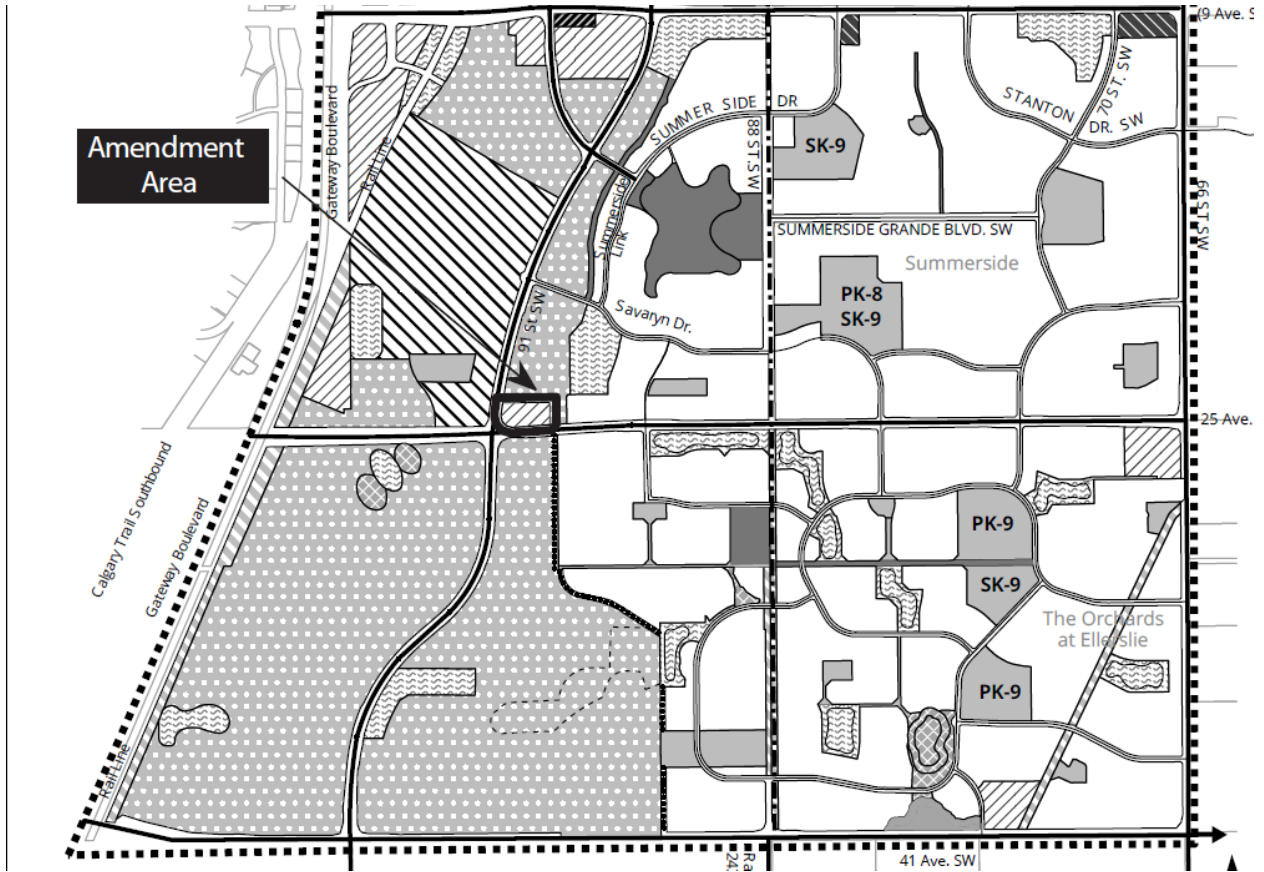 (9 Ave. S
70 ST. SW
STANTON
DR. SW
SUMMER SIDE DR
88 ST. SW
SK-9
Amendment
Area
Gateway Boulevard
Rail Line
66 ST SW
Summerside
Link
SUMMERSIDE GRANDE BLVD. SW
Summerside
PK-8
SK-9
Savaryn Dr.
91 St SW
25 Ave.
Calgary Trail Southbound
Gateway Boulevard
PK-9
SK-9
The Orchards
at Ellerslie
PK-9
Rail Line
41 Ave. SW